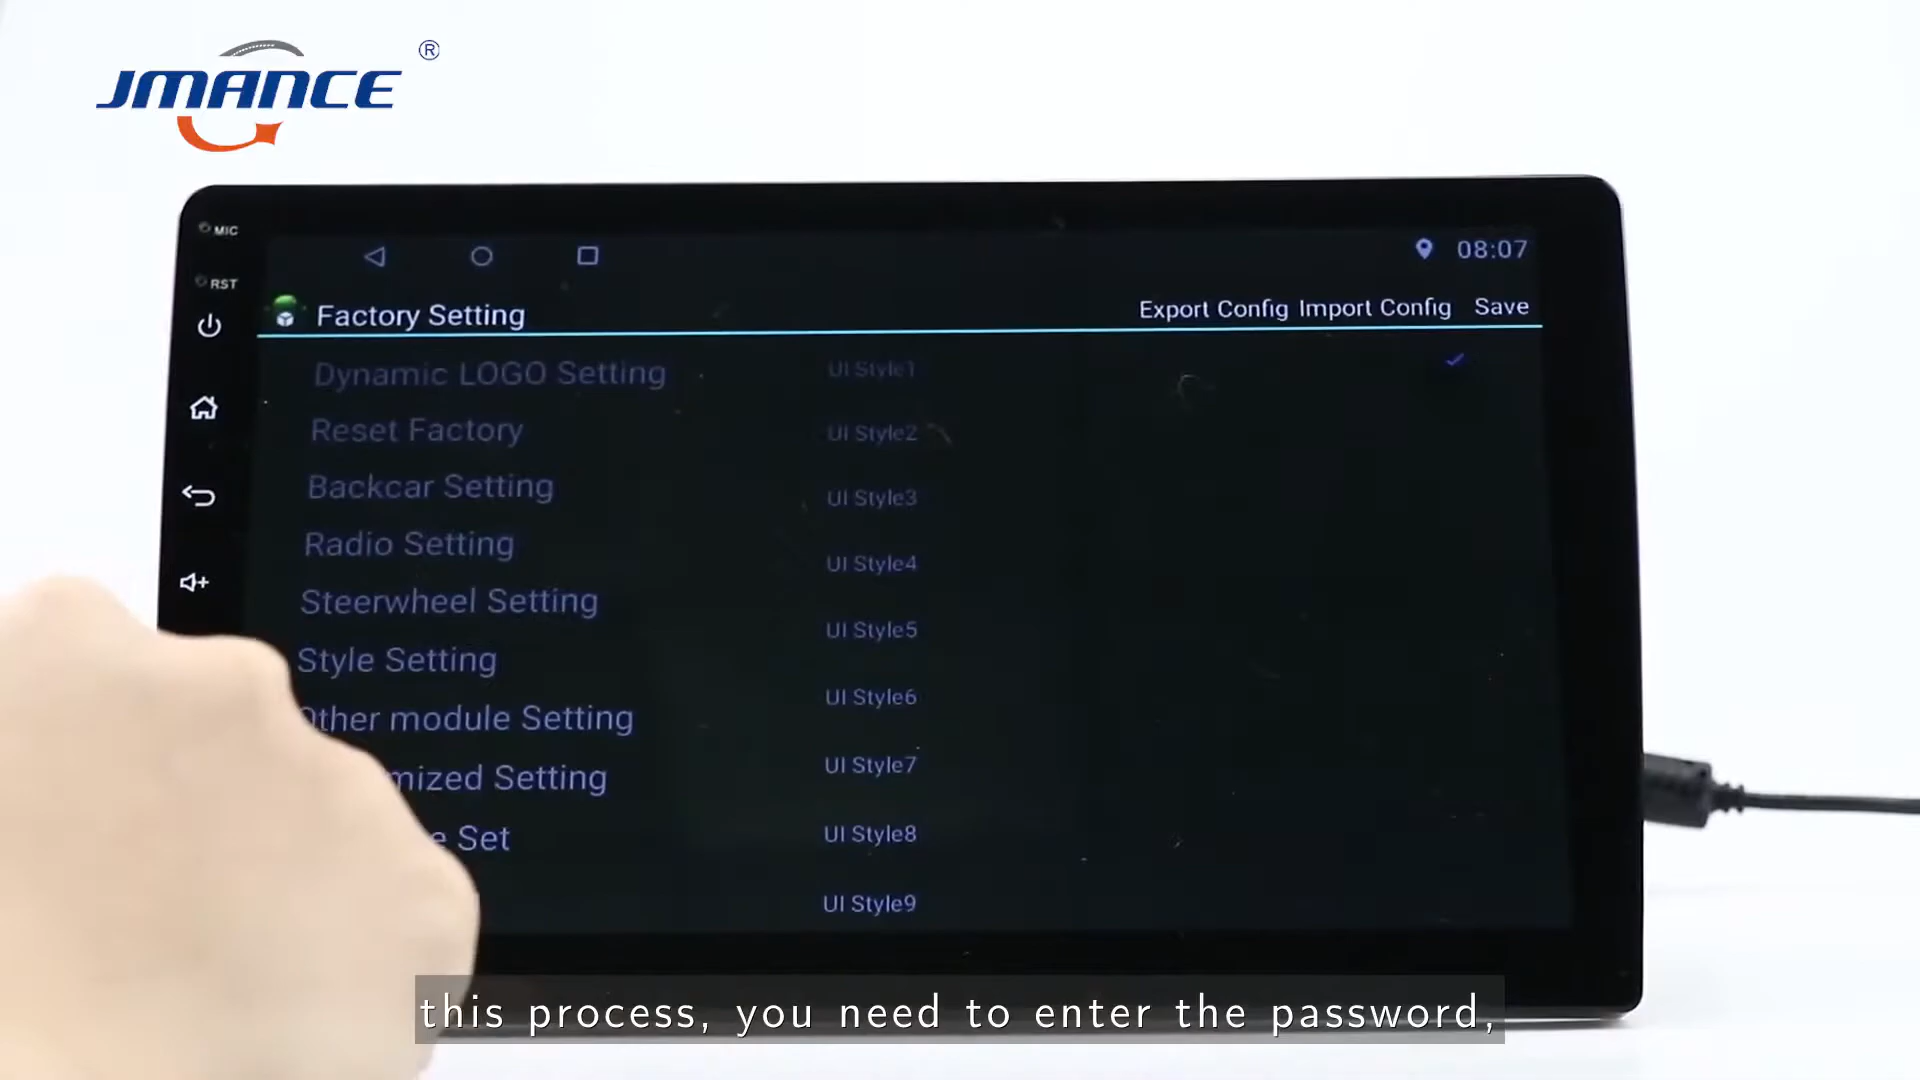 JMANCE ®
MIC
RST
08:07
Factory Setting
Export Config Import Config Save
Dynamic LOGO Setting
Reset Factory
Backcar Setting
Radio Setting
Steerwheel Setting
Style Setting
Other module Setting
mized Setting
e Set
UI Style1
UI Style2
UI Style3
UI Style4
UI Style5
UI Style6
UI Style7
UI Style8
UI Style9
this process, you need to enter the password,